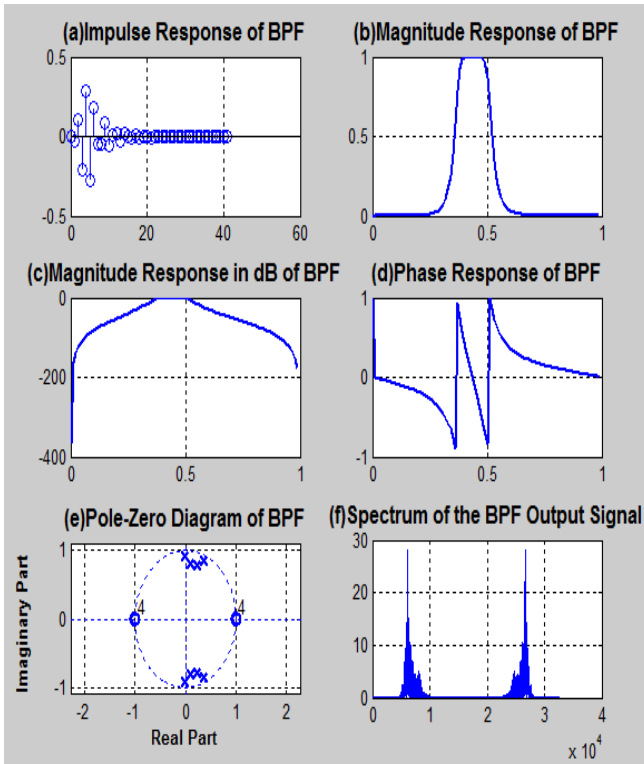 (a)Impulse Response of BPF
0.5
0
-0.5
0 20 40 60
(b)Magnitude Response of BPF
1
0.5
0
0 0.5 1
(c)Magnitude Response in dB of BPF
0
-200
-400
0 0.5 1
(d)Phase Response of BPF
1
0
-1
0 0.5 1
(e)Pole-Zero Diagram of BPF
Imaginary Part
1
0
-1
4 4
-2 -1 0 1 2
Real Part
(f)Spectrum of the BPF Output Signal
30
20
10
0
0 1 2 3 4
x 10^4